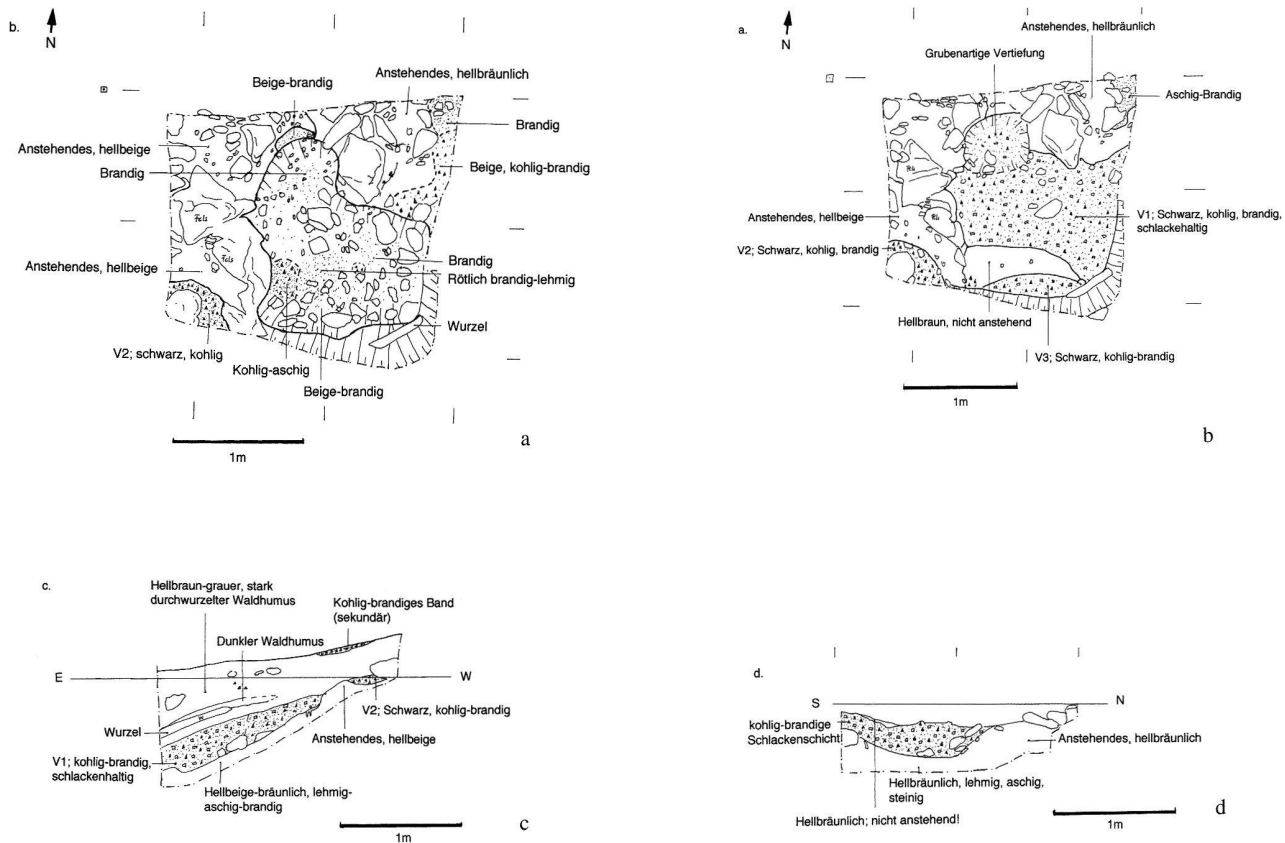 b.
N
Beige-brandig
Anstehendes, hellbräunlich
Anstehendes, hellbeige
Brandig
Brandig
Beige, kohlig-brandig
Fels
Fels
Anstehendes, hellbeige
Brandig
Rötlich brandig-lehmig
Wurzel
V2; schwarz, kohlig
Kohlig-aschig
Beige-brandig
1m
a
a.
N
Anstehendes, hellbräunlich
Grubenartige Vertiefung
Aschig-Brandig
Anstehendes, hellbeige
V1; Schwarz, kohlig, brandig,
schlackehaltig
V2; Schwarz, kohlig, brandig
Hellbraun, nicht anstehend
V3; Schwarz, kohlig-brandig
1m
b
c.
Hellbraun-grauer, stark
durchwurzelter Waldhumus
Kohlig-brandiges Band
(sekundär)
Dunkler Waldhumus
E
W
Wurzel
V2; Schwarz, kohlig-brandig
Anstehendes, hellbeige
V1; kohlig-brandig,
schlackenhaltig
Hellbeige-bräunlich, lehmig-
aschig-brandig
1m
c
d.
S
N
kohlig-brandige
Schlackenschicht
Anstehendes, hellbräunlich
Hellbräunlich, lehmig, aschig,
steinig
Hellbräunlich; nicht anstehend!
1m
d